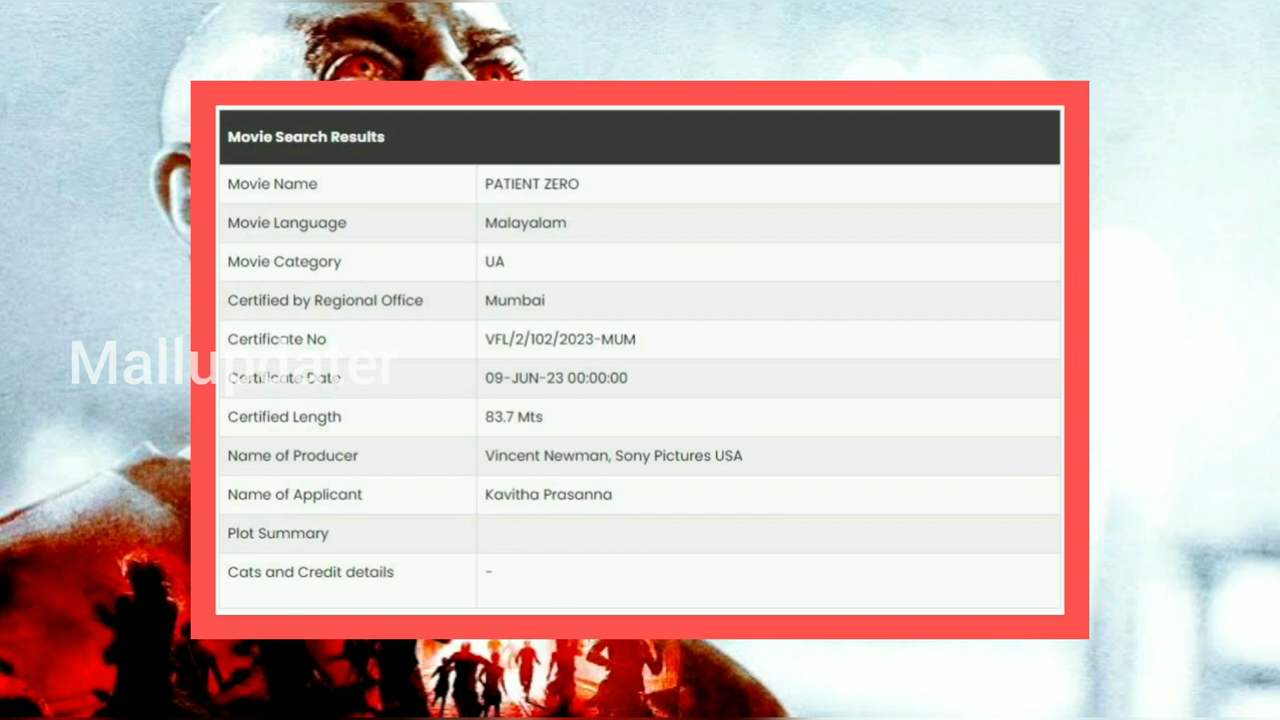 Movie Search Results
Movie Name PATIENT ZERO
Movie Language Malayalam
Movie Category UA
Certified by Regional Office Mumbai
Certificate No VFL/2/102/2023-MUM
Mallupdater
Certificate Date 09-JUN-23 00:00:00
Certified Length 83.7 Mts
Name of Producer Vincent Newman, Sony Pictures USA
Name of Applicant Kavitha Prasanna
Plot Summary
Cats and Credit details -